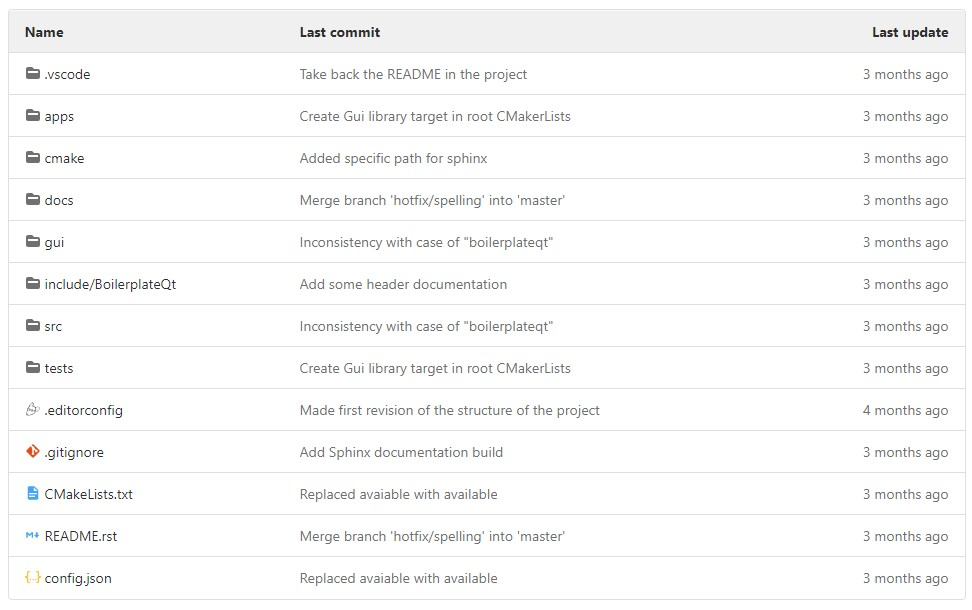 Name Last commit Last update
.vscode Take back the README in the project 3 months ago
apps Create Gui library target in root CMakerLists 3 months ago
cmake Added specific path for sphinx 3 months ago
docs Merge branch 'hotfix/spelling' into 'master' 3 months ago
gui Inconsistency with case of "boilerplateqt" 3 months ago
include/BoilerplateQt Add some header documentation 3 months ago
src Inconsistency with case of "boilerplateqt" 3 months ago
tests Create Gui library target in root CMakerLists 3 months ago
.editorconfig Made first revision of the structure of the project 4 months ago
.gitignore Add Sphinx documentation build 3 months ago
CMakeLists.txt Replaced avaiable with available 3 months ago
M+ README.rst Merge branch 'hotfix/spelling' into 'master' 3 months ago
{..} config.json Replaced avaiable with available 3 months ago